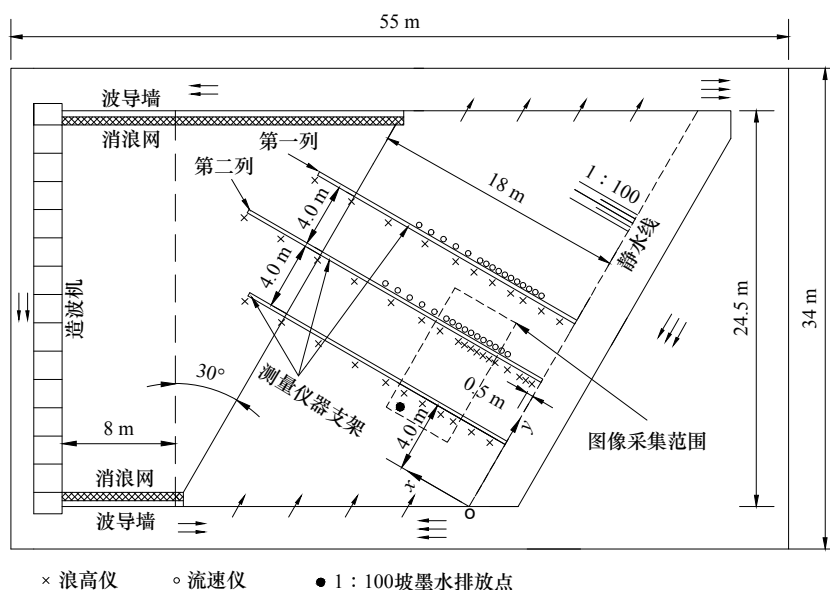 55 m
波导墙
消浪网
第一列
第二列
18 m
1：100
静水线
4.0 m
4.0 m
造波机
24.5 m
34 m
30°
测量仪器支架
0.5 m
8 m
4.0 m
y
图像采集范围
x
消浪网
波导墙
O
× 浪高仪
○ 流速仪
● 1：100坡墨水排放点